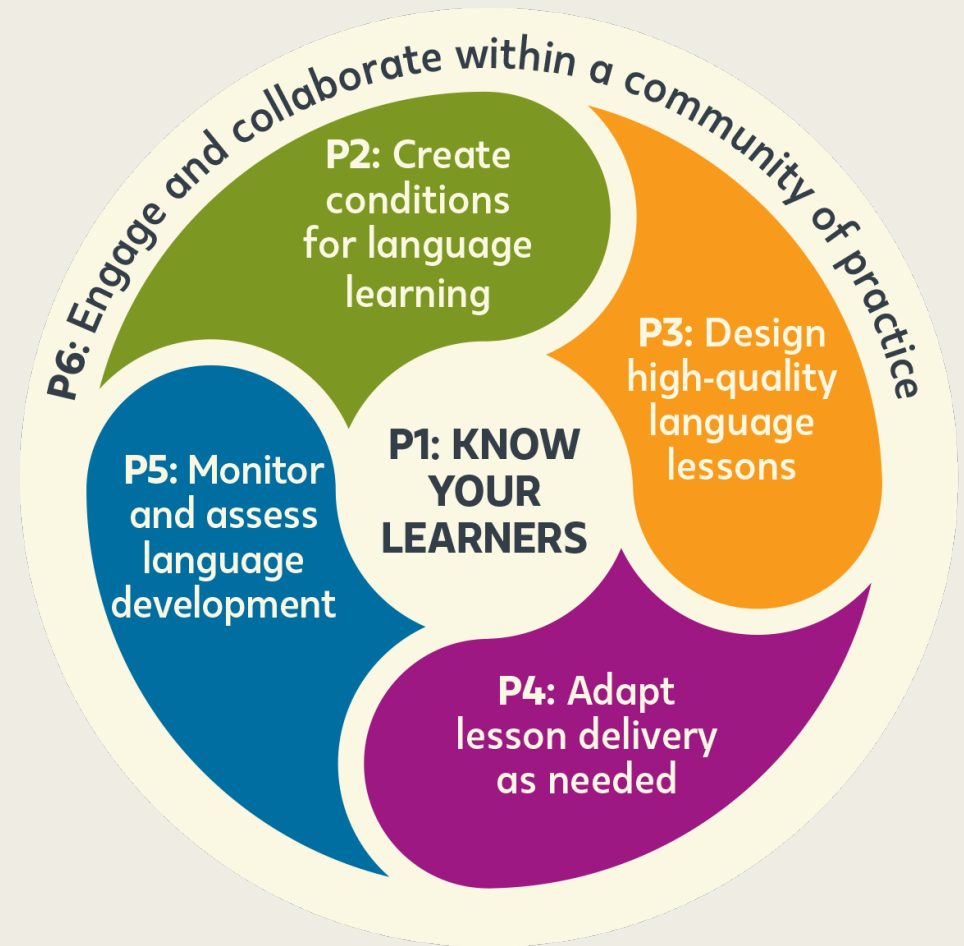 P6: Engage and collaborate within a community of practice
P2: Create
conditions
for language
learning
P3: Design
high-quality
language
lessons
P1: KNOW
YOUR
LEARNERS
P5: Monitor
and assess
language
development
P4: Adapt
lesson delivery
as needed